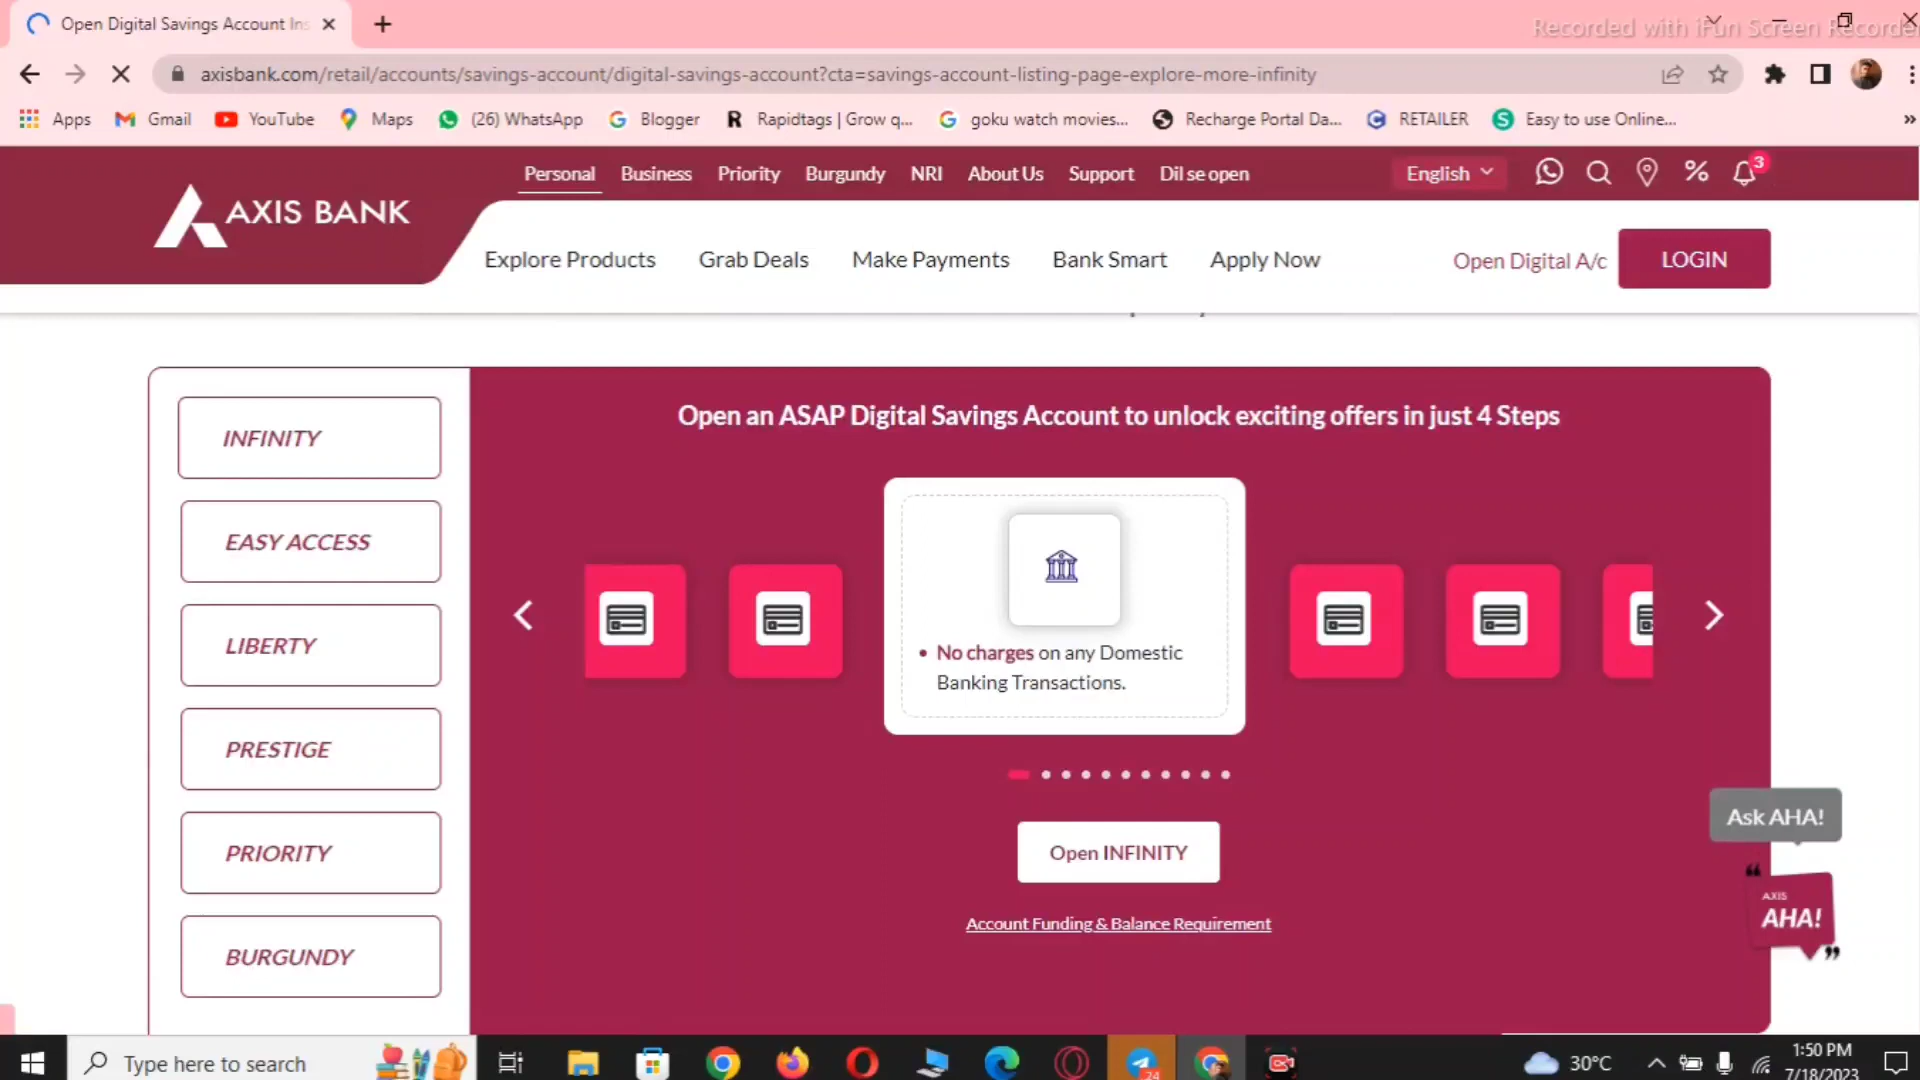 Open Digital Savings Account Ins
Recorded with iFun Screen Recorder
axisbank.com/retail/accounts/savings-account/digital-savings-account?cta=savings-account-listing-page-explore-more-infinity
Apps Gmail YouTube Maps (26) WhatsApp Blogger Rapidtags | Grow q... goku watch movies... Recharge Portal Da... RETAILER Easy to use Online...
Personal Business Priority Burgundy NRI About Us Support Dil se open English 3
AXIS BANK
Explore Products Grab Deals Make Payments Bank Smart Apply Now Open Digital A/c LOGIN
Open an ASAP Digital Savings Account to unlock exciting offers in just 4 Steps
INFINITY
EASY ACCESS
LIBERTY
PRESTIGE
PRIORITY
BURGUNDY
• No charges on any Domestic
Banking Transactions.
Open INFINITY
Account Funding & Balance Requirement
Ask AHA!
AXIS
AHA!
Type here to search
24
30°C
1:50 PM
7/18/2023